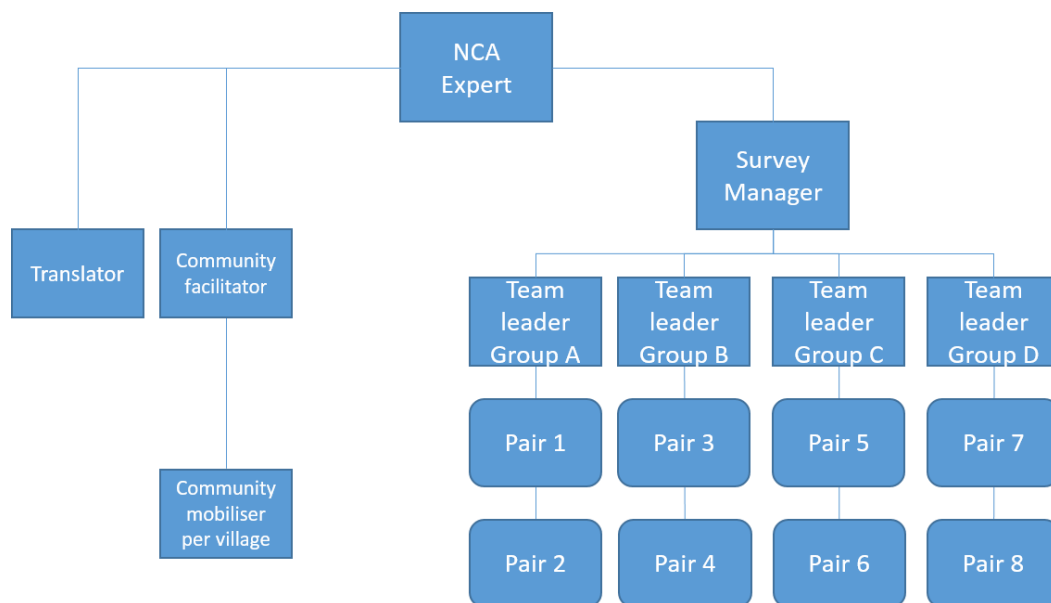 NCA
Expert
Survey
Manager
Translator
Community
facilitator
Team
leader
Group A
Team
leader
Group B
Team
leader
Group C
Team
leader
Group D
Pair 1
Pair 3
Pair 5
Pair 7
Community
mobiliser
per village
Pair 2
Pair 4
Pair 6
Pair 8